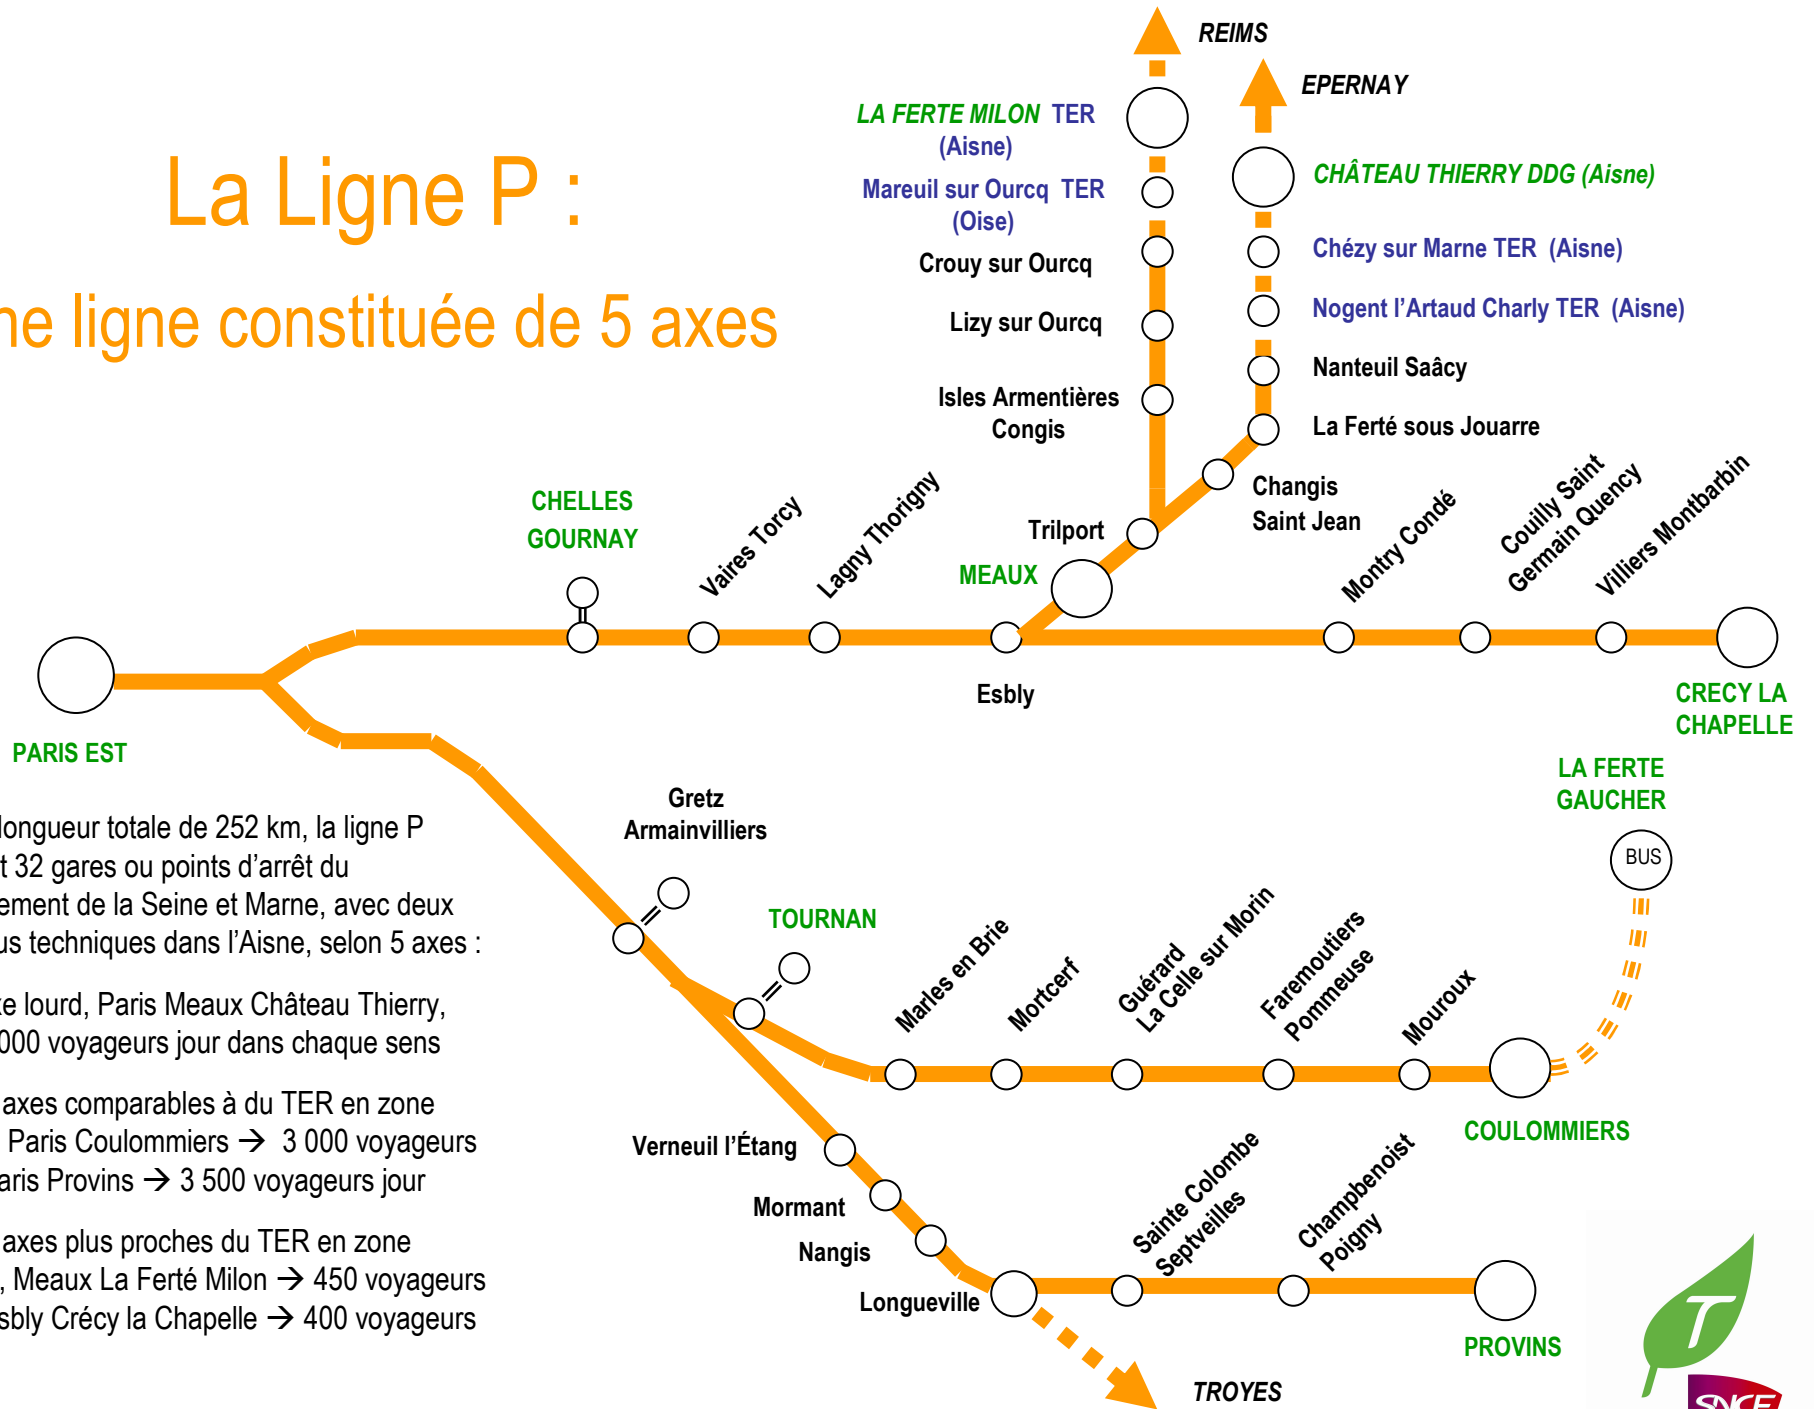 La Ligne P :
ne ligne constituée de 5 axes
REIMS
EPERNAY
LA FERTE MILON TER
(Aisne)
Mareuil sur Ourcq TER
(Oise)
Crouy sur Ourcq
Lizy sur Ourcq
Isles Armentières
Congis
CHÂTEAU THIERRY DDG (Aisne)
Chézy sur Marne TER (Aisne)
Nogent l’Artaud Charly TER (Aisne)
Nanteuil Saâcy
La Ferté sous Jouarre
Changis
Saint Jean
Trilport
MEAUX
CHELLES
GOURNAY
Vaires Torcy
Lagny Thorigny
Esbly
Montry Condé
Couilly Saint
Germain Quency
Villiers Montbarbin
CRECY LA
CHAPELLE
PARIS EST
LA FERTE
GAUCHER
BUS
Gretz
Armainvilliers
TOURNAN
Marles en Brie
Mortcerf
Guérard
La Celle sur Morin
Faremoutiers
Pommeuse
Mouroux
COULOMMIERS
Verneuil l’Étang
Mormant
Nangis
Longueville
Sainte Colombe
Septveilles
Champbenoist
Poigny
PROVINS
TROYES
longueur totale de 252 km, la ligne P
t 32 gares ou points d’arrêt du
ement de la Seine et Marne, avec deux
us techniques dans l’Aisne, selon 5 axes :
xe lourd, Paris Meaux Château Thierry,
000 voyageurs jour dans chaque sens
axes comparables à du TER en zone
Paris Coulommiers → 3 000 voyageurs
aris Provins → 3 500 voyageurs jour
axes plus proches du TER en zone
, Meaux La Ferté Milon → 450 voyageurs
sbly Crécy la Chapelle → 400 voyageurs
T
SNCF